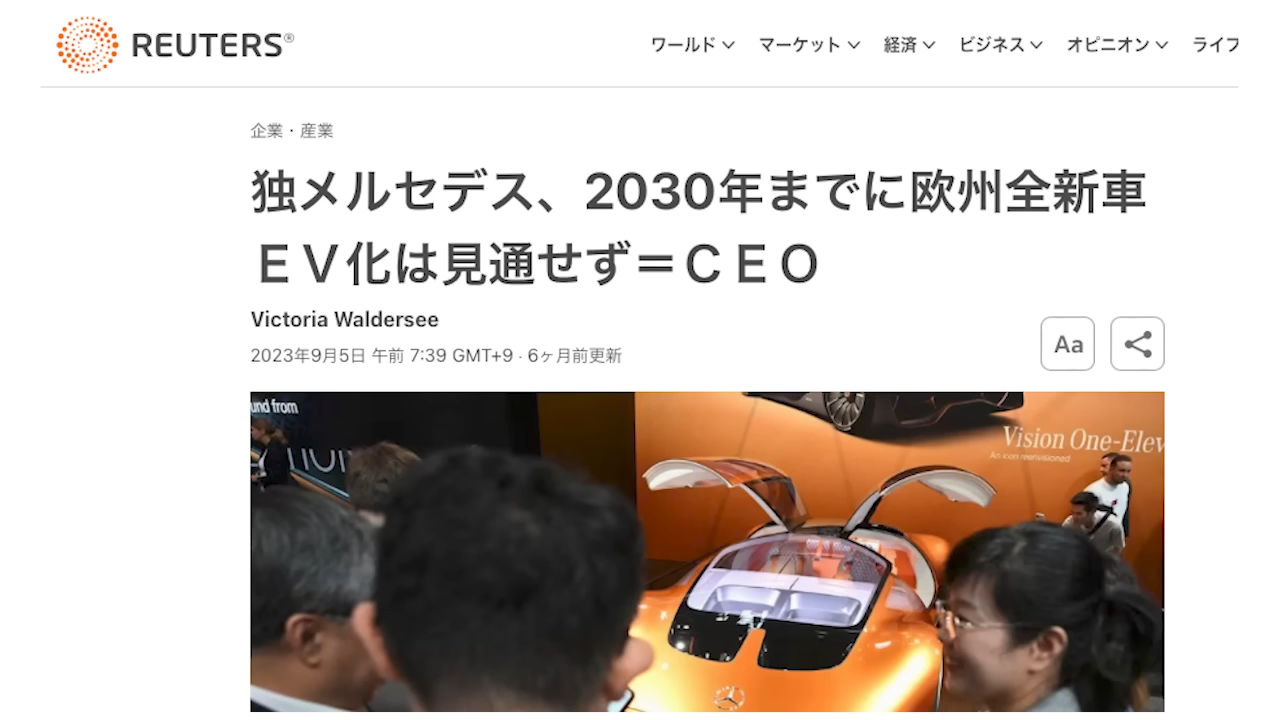 REUTERS®
ワールド マーケット 経済 ビジネス オピニオン ライフ
企業・産業
独メルセデス、2030年までに欧州全新車
ＥＶ化は見通せず＝ＣＥＯ
Victoria Waldersee
2023年9月5日 午前 7:39 GMT+9 · 6ヶ月前更新
Aa
und from
Vision One-Elev
An icon reenvisioned